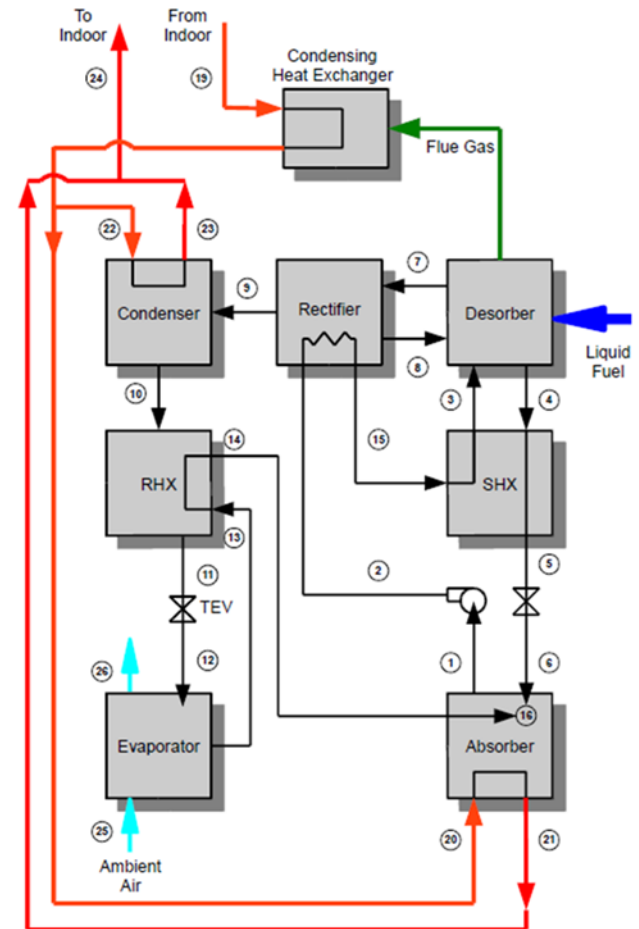 To
Indoor
From
Indoor
24
19
Condensing
Heat Exchanger
Flue Gas
22
23
9
7
Condenser
Rectifier
Desorber
8
Liquid
Fuel
10
3
4
14
15
RHX
SHX
13
11
2
5
TEV
26
12
1
6
16
Evaporator
Absorber
25
20
21
Ambient
Air